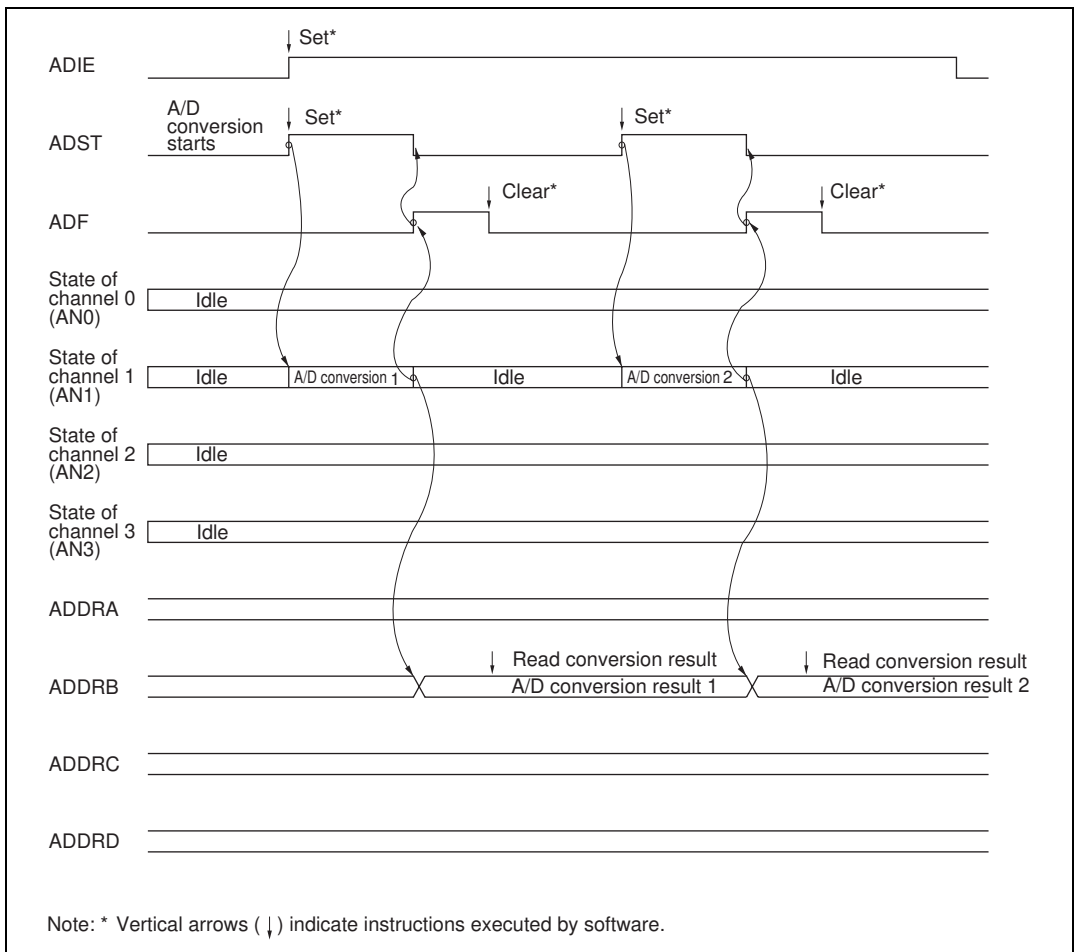 Set*
ADIE
A/D
conversion
starts
Set*
Set*
ADST
Clear*
Clear*
ADF
State of
channel 0
(AN0)
Idle
State of
channel 1
(AN1)
Idle
A/D conversion 1
Idle
A/D conversion 2
Idle
State of
channel 2
(AN2)
Idle
State of
channel 3
(AN3)
Idle
ADDRA
Read conversion result
Read conversion result
ADDRB
A/D conversion result 1
A/D conversion result 2
ADDRC
ADDRD
Note: * Vertical arrows (↓) indicate instructions executed by software.